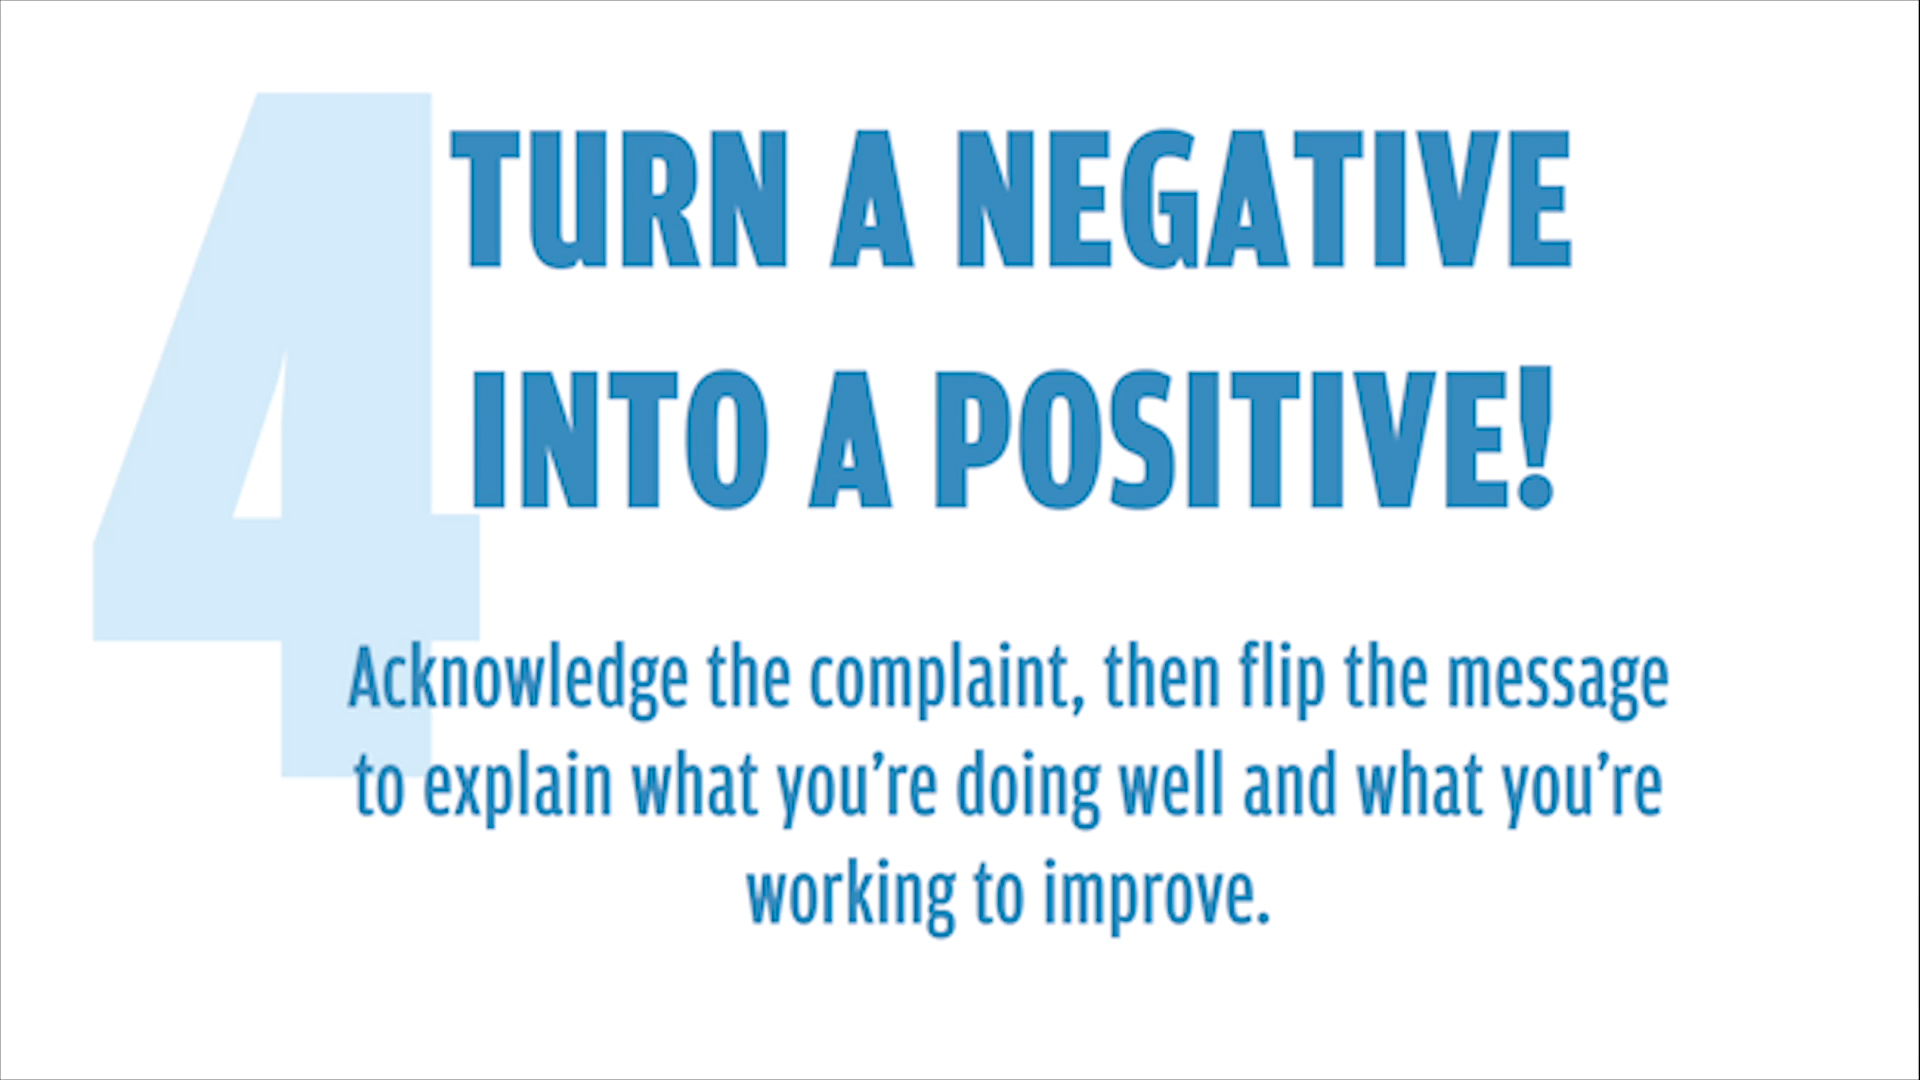 4
TURN A NEGATIVE
INTO A POSITIVE!
Acknowledge the complaint, then flip the message
to explain what you’re doing well and what you’re
working to improve.